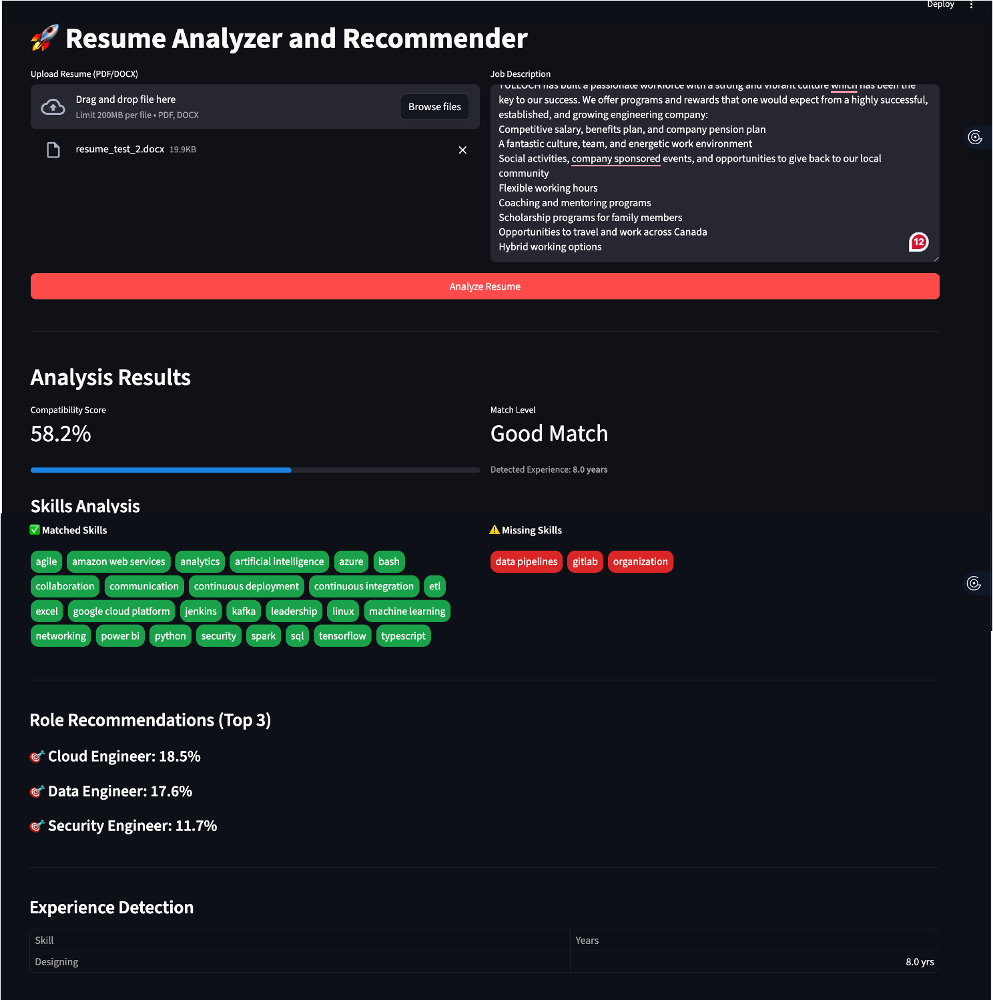 Deploy
🚀 Resume Analyzer and Recommender
Upload Resume (PDF/DOCX)
Drag and drop file here
Limit 200MB per file • PDF, DOCX
Browse files
resume_test_2.docx 19.9KB
Job Description
TULLOCH has built a passionate workforce with a strong and vibrant culture which has been the
key to our success. We offer programs and rewards that one would expect from a highly successful,
established, and growing engineering company:
Competitive salary, benefits plan, and company pension plan
A fantastic culture, team, and energetic work environment
Social activities, company sponsored events, and opportunities to give back to our local
community
Flexible working hours
Coaching and mentoring programs
Scholarship programs for family members
Opportunities to travel and work across Canada
Hybrid working options
12
Analyze Resume
Analysis Results
Compatibility Score
58.2%
Match Level
Good Match
Detected Experience: 8.0 years
Skills Analysis
✅ Matched Skills
agile amazon web services analytics artificial intelligence azure bash
collaboration communication continuous deployment continuous integration etl
excel google cloud platform jenkins kafka leadership linux machine learning
networking power bi python security spark sql tensorflow typescript
⚠️ Missing Skills
data pipelines gitlab organization
Role Recommendations (Top 3)
🎯 Cloud Engineer: 18.5%
🎯 Data Engineer: 17.6%
🎯 Security Engineer: 11.7%
Experience Detection
Skill Years
Designing 8.0 yrs